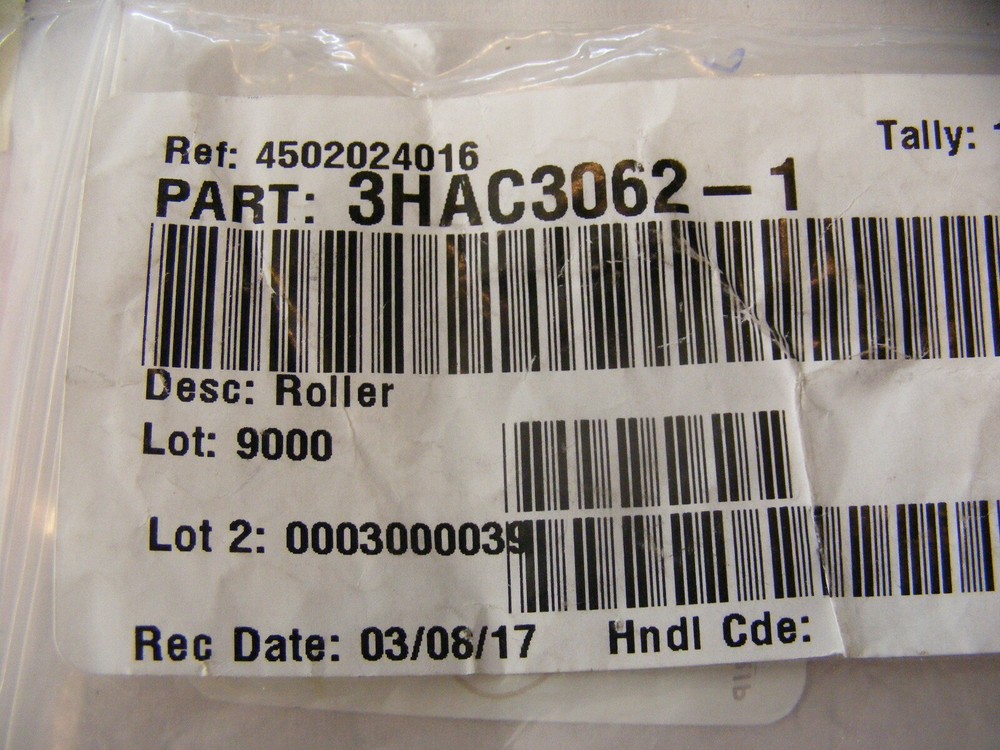 Ref: 4502024016
Tally:
PART: 3HAC3062-1
Desc: Roller
Lot: 9000
Lot 2: 0003000039
Rec Date: 03/08/17
Hndl Cde: